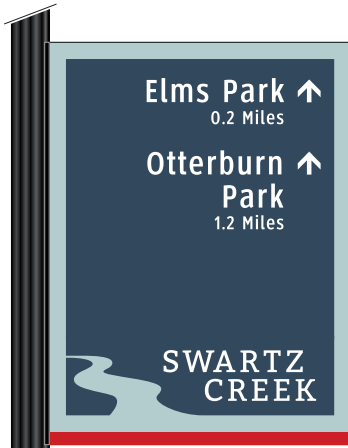 Elms Park ↑
0.2 Miles
Otterburn ↑
Park
1.2 Miles
SWARTZ
CREEK